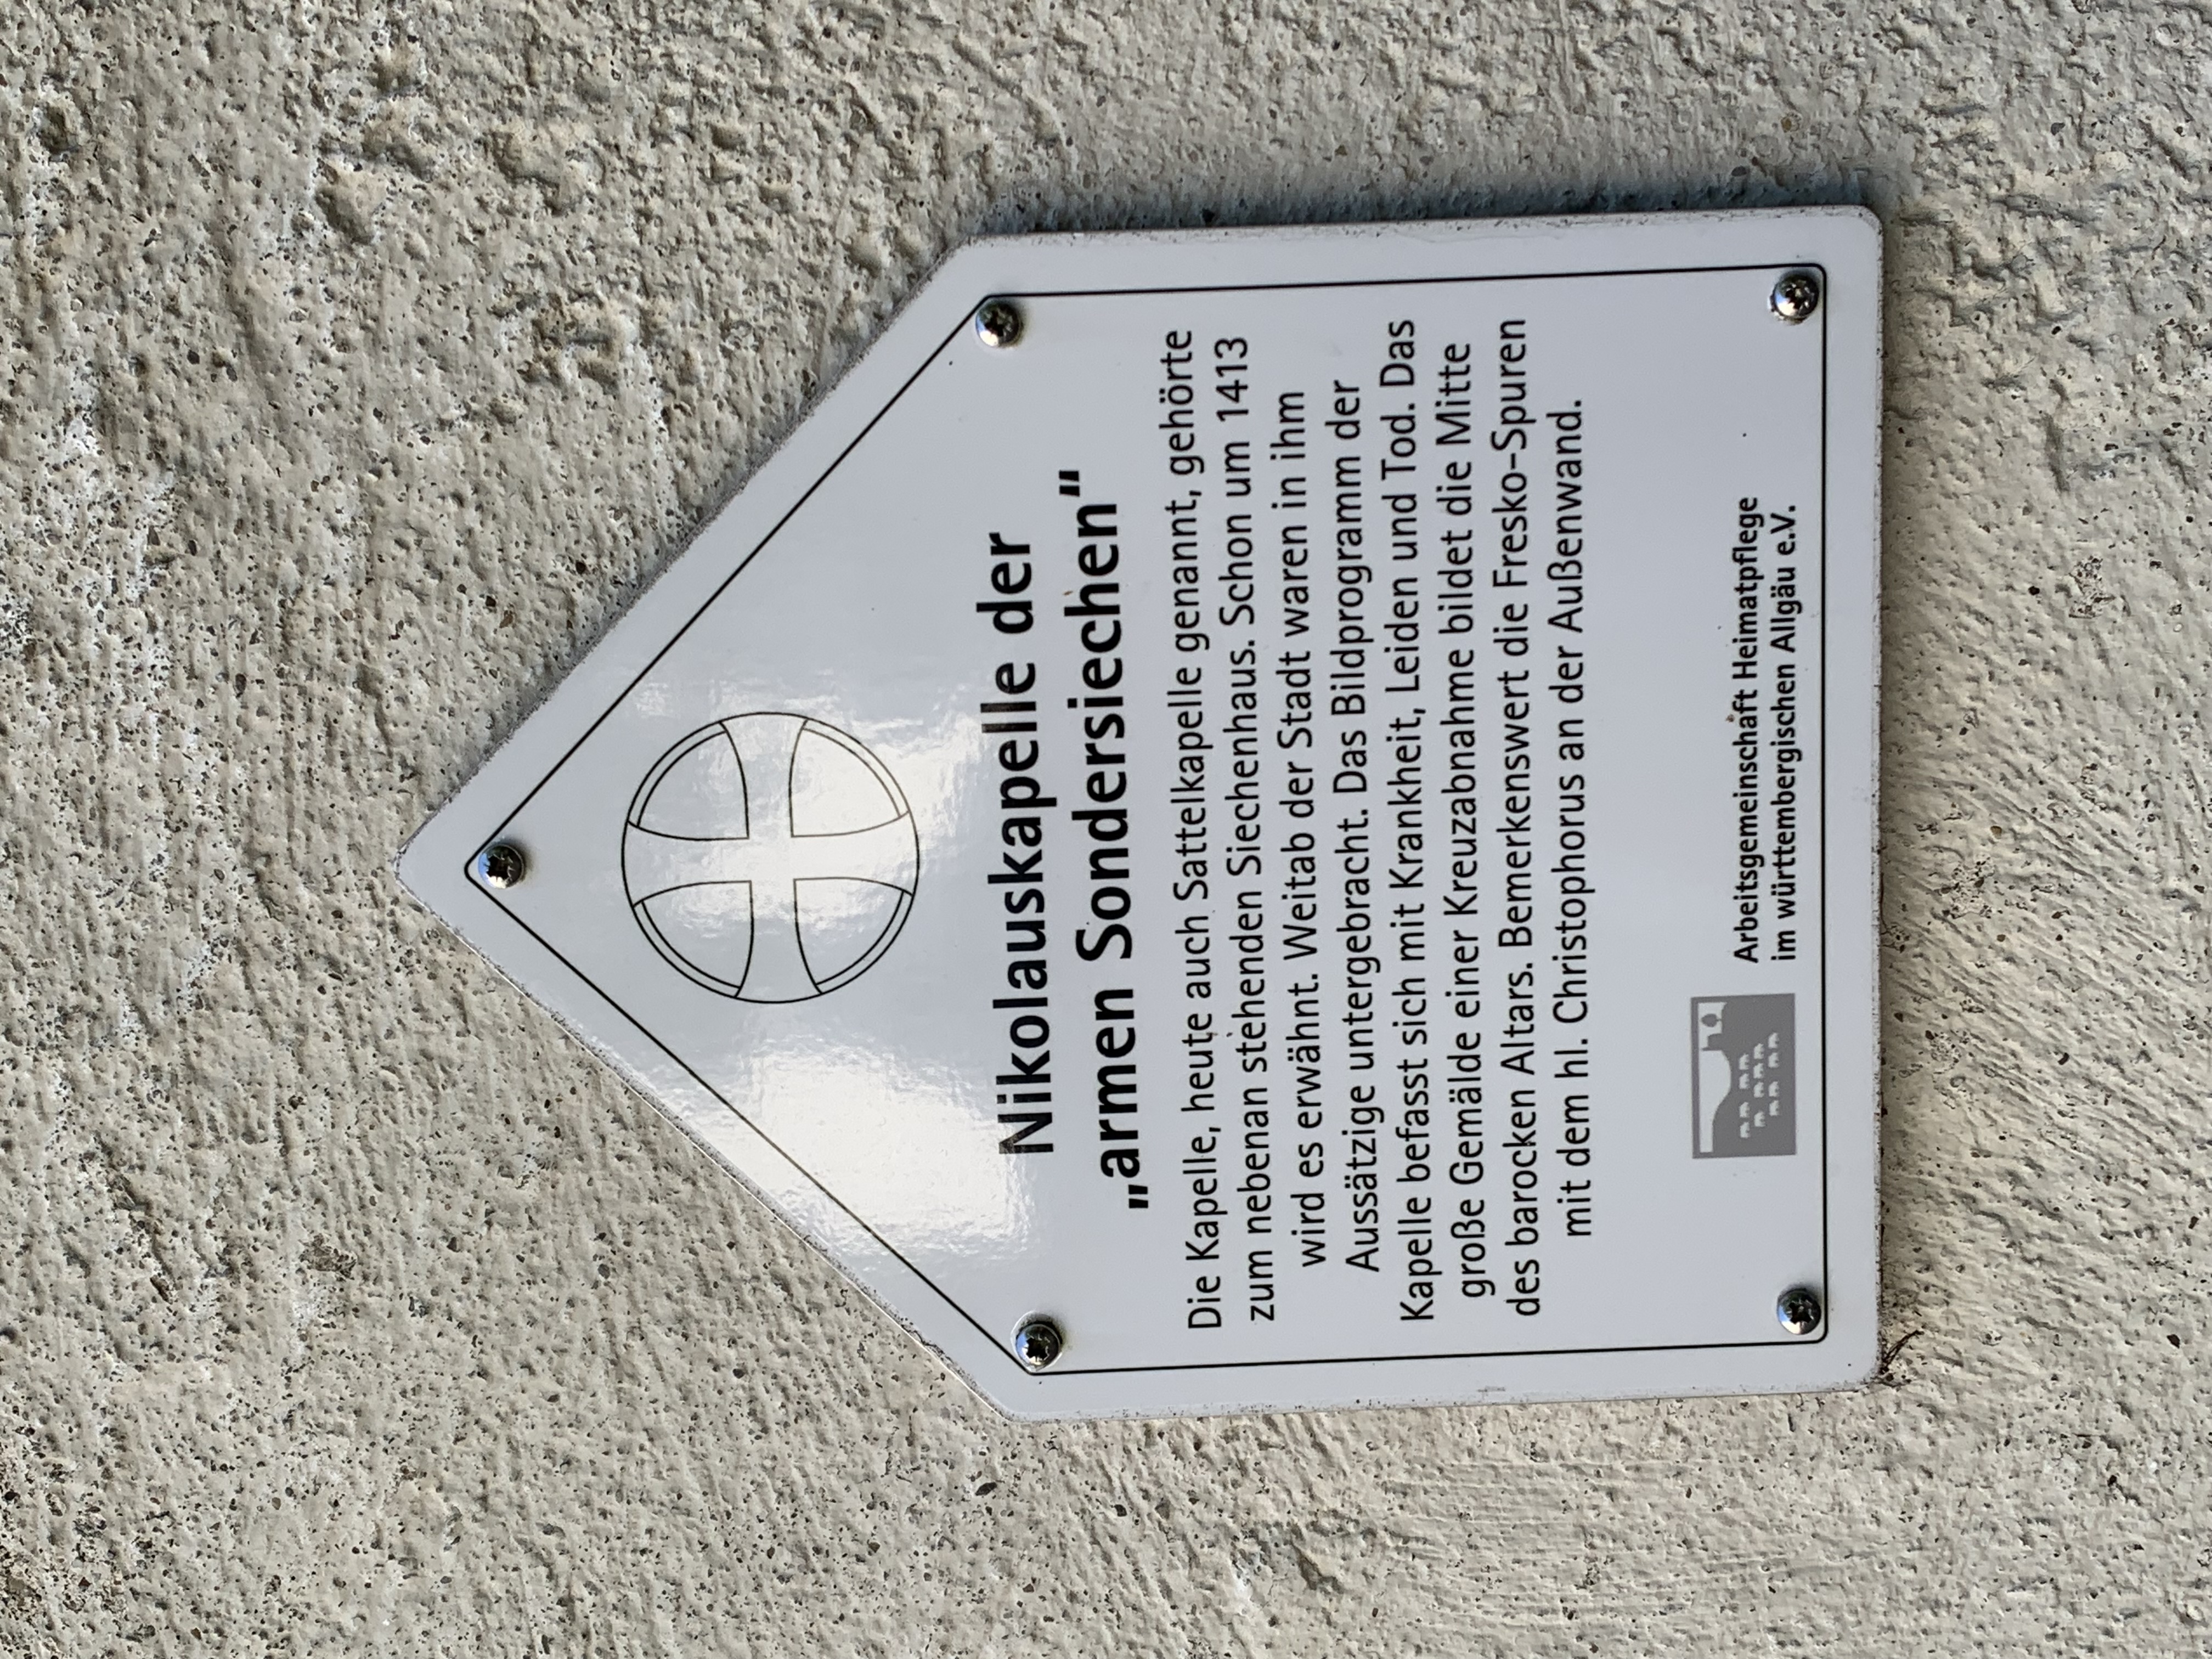 Nikolauskapelle der
„armen Sondersiechen“
Die Kapelle, heute auch Sattelkapelle genannt, gehörte
zum nebenan stehenden Siechenhaus. Schon um 1413
wird es erwähnt. Weitab der Stadt waren in ihm
Aussätzige untergebracht. Das Bildprogramm der
Kapelle befasst sich mit Krankheit, Leiden und Tod. Das
große Gemälde einer Kreuzabnahme bildet die Mitte
des barocken Altars. Bemerkenswert die Fresko-Spuren
mit dem hl. Christophorus an der Außenwand.
Arbeitsgemeinschaft Heimatpflege
im württembergischen Allgäu e.V.